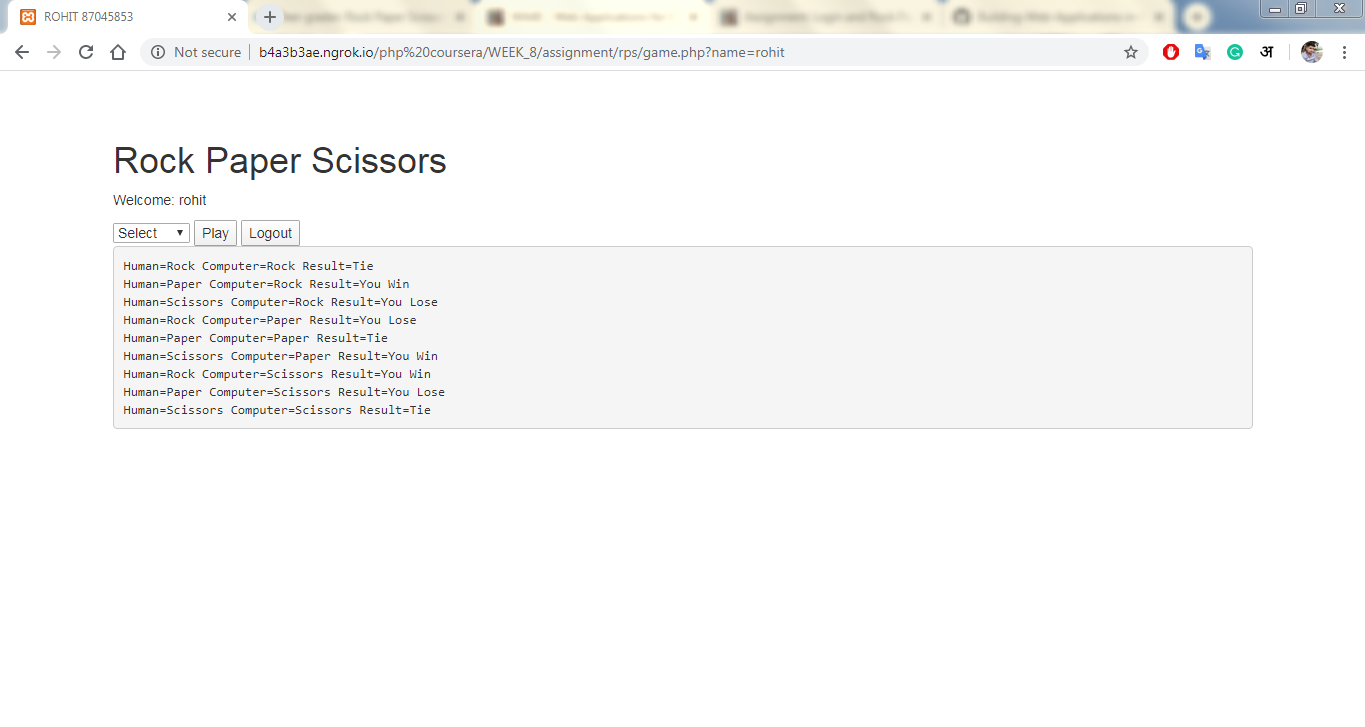 ROHIT 87045853
Not secure b4a3b3ae.ngrok.io/php%20coursera/WEEK_8/assignment/rps/game.php?name=rohit
अ
Rock Paper Scissors
Welcome: rohit
Select Play Logout
Human=Rock Computer=Rock Result=Tie
Human=Paper Computer=Rock Result=You Win
Human=Scissors Computer=Rock Result=You Lose
Human=Rock Computer=Paper Result=You Lose
Human=Paper Computer=Paper Result=Tie
Human=Scissors Computer=Paper Result=You Win
Human=Rock Computer=Scissors Result=You Win
Human=Paper Computer=Scissors Result=You Lose
Human=Scissors Computer=Scissors Result=Tie